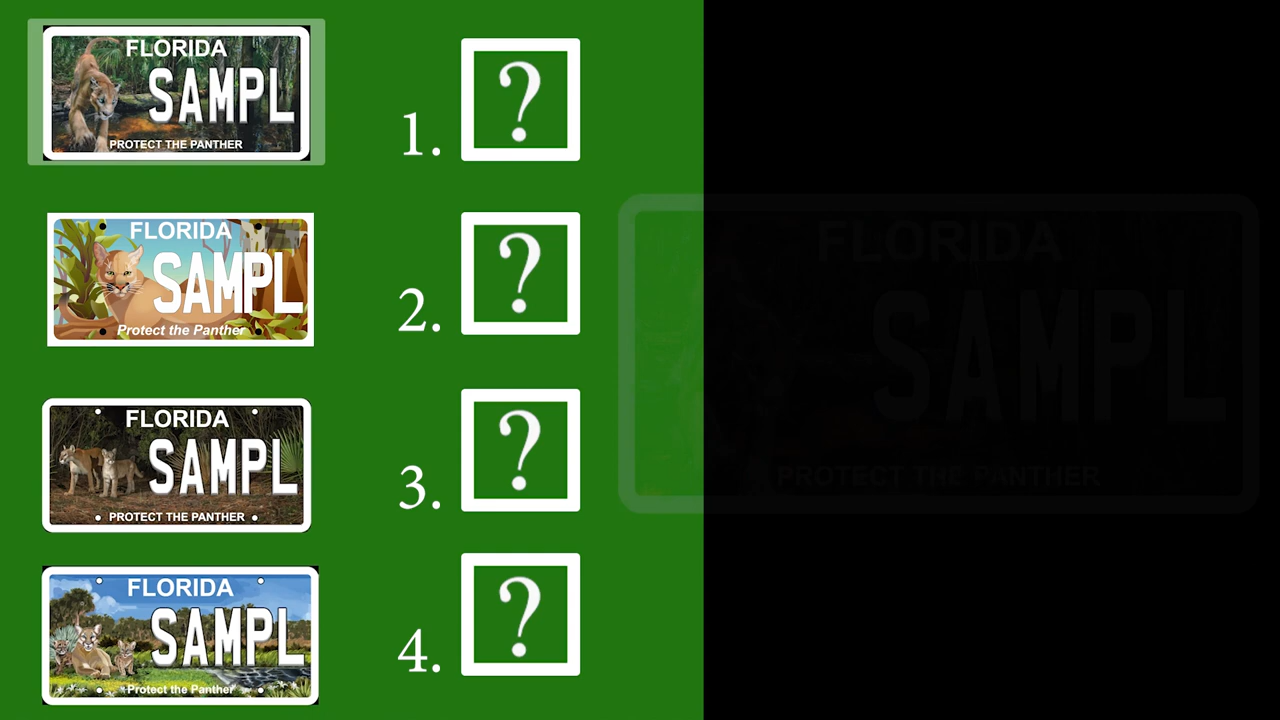 FLORIDA
SAMPL
PROTECT THE PANTHER
1. ?
FLORIDA
SAMPL
Protect the Panther
2. ?
FLORIDA
SAMPL
PROTECT THE PANTHER
3. ?
FLORIDA
SAMPL
Protect the Panther
4. ?
FLORIDA
SAMPL
PROTECT THE PANTHER